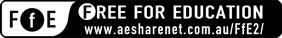 FfE FREE FOR EDUCATION
www.aesharenet.com.au/FfE2/